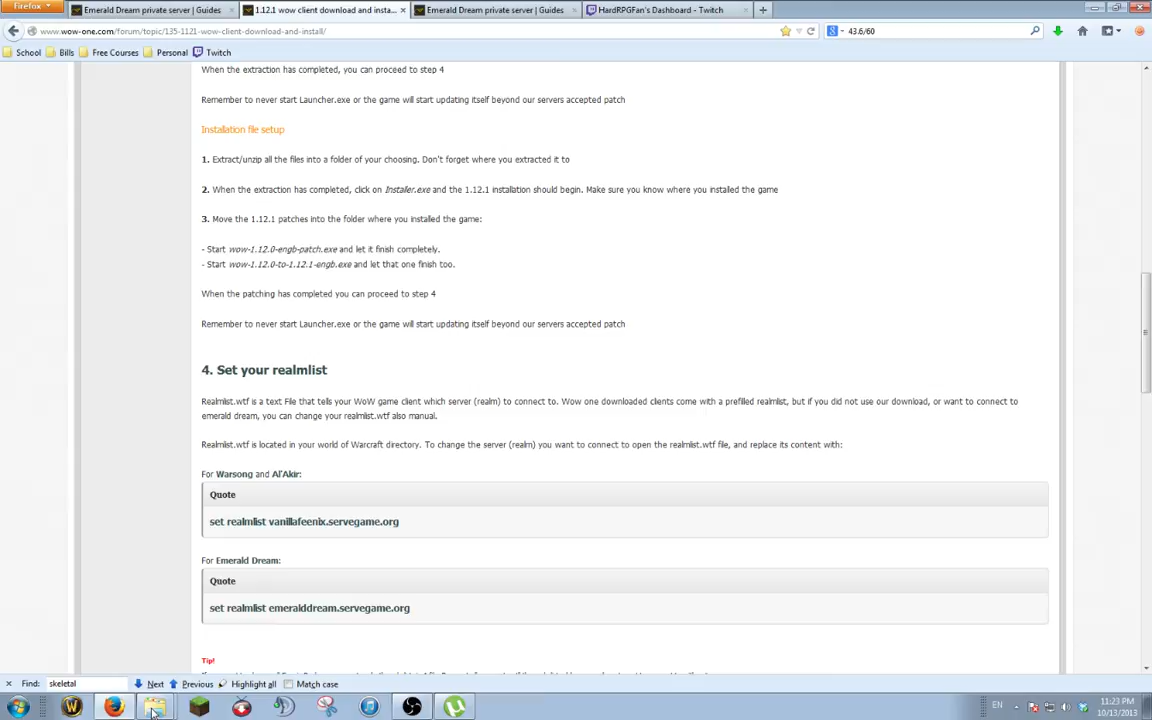 Firefox
Emerald Dream private server | Guides
1.12.1 wow client download and insta...
Emerald Dream private server | Guides
HardRPGFan's Dashboard - Twitch
www.wow-one.com/forum/topic/135-1121-wow-client-download-and-install/
43.6/60
School
Bills
Free Courses
Personal
Twitch
When the extraction has completed, you can proceed to step 4
Remember to never start Launcher.exe or the game will start updating itself beyond our servers accepted patch
Installation file setup
1. Extract/unzip all the files into a folder of your choosing. Don't forget where you extracted it to
2. When the extraction has completed, click on Installer.exe and the 1.12.1 installation should begin. Make sure you know where you installed the game
3. Move the 1.12.1 patches into the folder where you installed the game:
- Start wow-1.12.0-engb-patch.exe and let it finish completely.
- Start wow-1.12.0-to-1.12.1-engb.exe and let that one finish too.
When the patching has completed you can proceed to step 4
Remember to never start Launcher.exe or the game will start updating itself beyond our servers accepted patch
4. Set your realmlist
Realmlist.wtf is a text File that tells your WoW game client which server (realm) to connect to. Wow one downloaded clients come with a prefilled realmlist, but if you did not use our download, or want to connect to
emerald dream, you can change your realmlist.wtf also manual.
Realmlist.wtf is located in your world of Warcraft directory. To change the server (realm) you want to connect to open the realmlist.wtf file, and replace its content with:
For Warsong and Al'Akir:
Quote
set realmlist vanillafeenix.servegame.org
For Emerald Dream:
Quote
set realmlist emeralddream.servegame.org
Tip!
Find:
skeletal
Next
Previous
Highlight all
Match case
EN
11:23 PM
10/13/2013